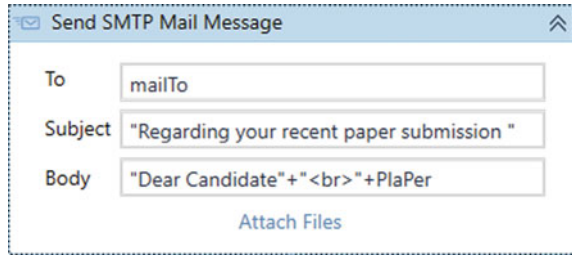 Send SMTP Mail Message
To mailTo
Subject "Regarding your recent paper submission "
Body "Dear Candidate"+"<br>"+PlaPer
Attach Files